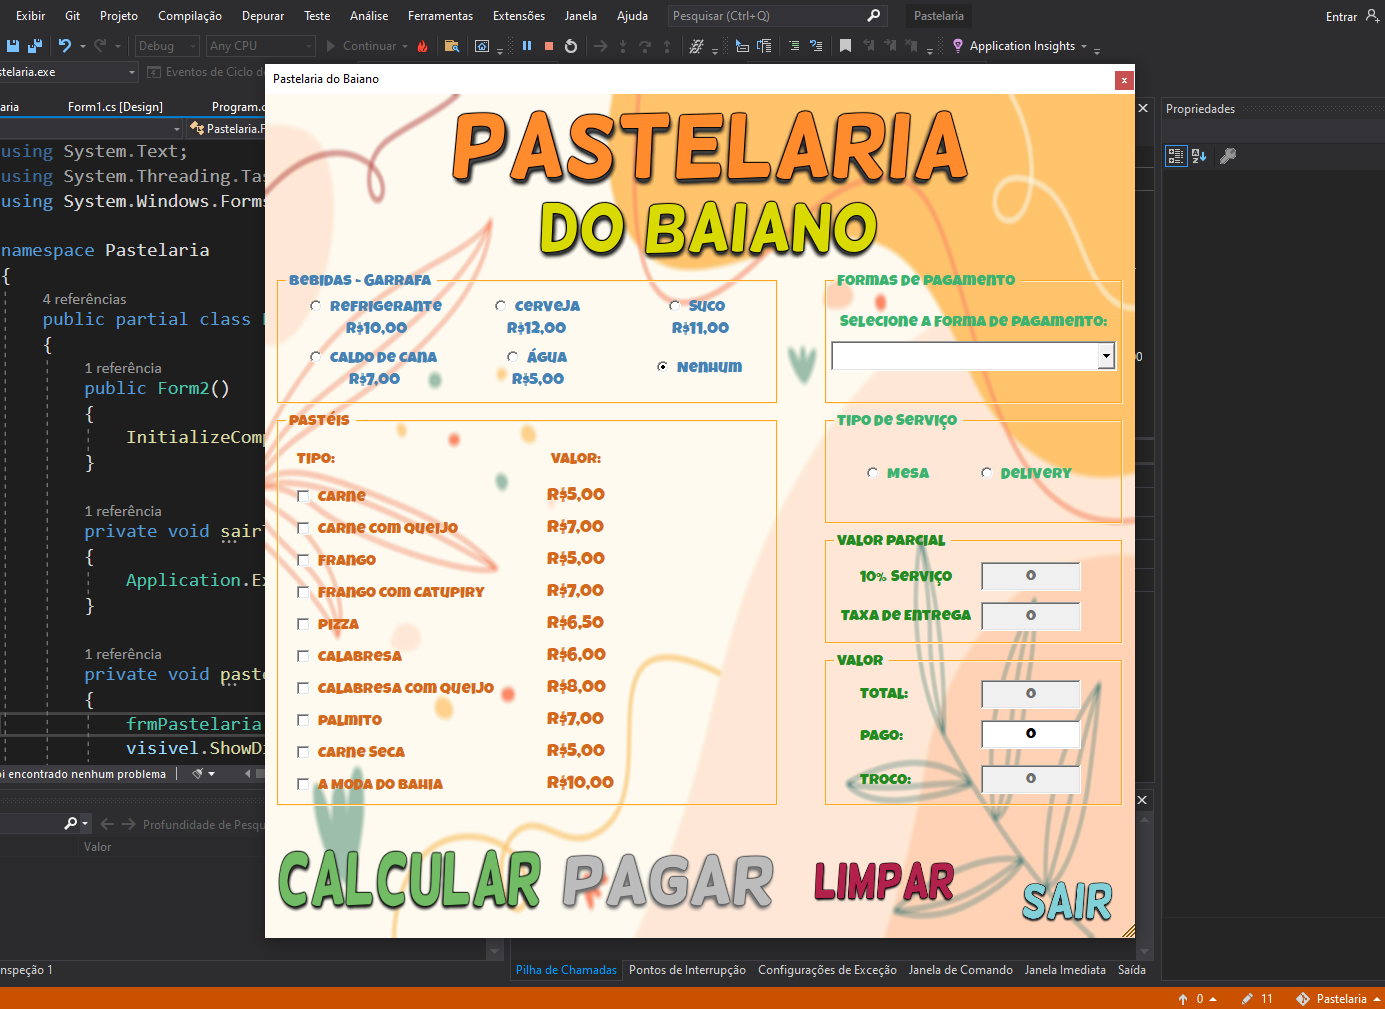 Exibir Git Projeto Compilação Depurar Teste Análise Ferramentas Extensões Janela Ajuda Pesquisar (Ctrl+Q) Pastelaria Entrar
Debug Any CPU Continuar Application Insights
stelaria.exe Eventos de Ciclo d
Pastelaria do Baiano x
aria Form1.cs [Design] Program.c
Pastelaria.F
Propriedades
using System.Text;
using System.Threading.Tas
using System.Windows.Forms
namespace Pastelaria
{
4 referências
public partial class
{
1 referência
public Form2()
{
InitializeComp
}
1 referência
private void sair
{
Application.Ex
}
1 referência
private void paste
{
frmPastelaria
visivel.ShowDi
oi encontrado nenhum problema
Profundidade de Pesqu
Valor
nspeção 1
PASTELARIA
DO BAIANO
Bebidas - Garrafa
Refrigerante Cerveja Suco
R$10,00 R$12,00 R$11,00
Caldo de Cana Água Nenhum
R$7,00 R$5,00
Pastéis
Tipo: Valor:
Carne R$5,00
Carne com Queijo R$7,00
Frango R$5,00
Frango com Catupiry R$7,00
Pizza R$6,50
Calabresa R$6,00
Calabresa com Queijo R$8,00
Palmito R$7,00
Carne Seca R$5,00
A Moda do Bahia R$10,00
Formas de Pagamento
Selecione a Forma de Pagamento:
Tipo de Serviço
Mesa Delivery
Valor Parcial
10% Serviço 0
Taxa de Entrega 0
Valor
Total: 0
Pago: 0
Troco: 0
CALCULAR PAGAR LIMPAR SAIR
Pilha de Chamadas Pontos de Interrupção Configurações de Exceção Janela de Comando Janela Imediata Saída
0 11 Pastelaria